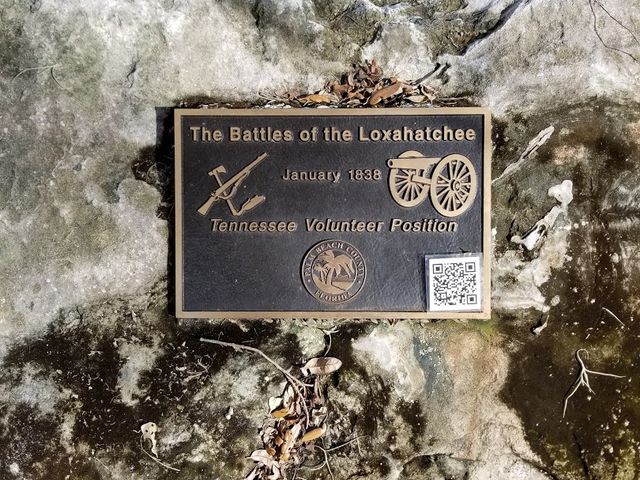 The Battles of the Loxahatchee
January 1838
Tennessee Volunteer Position
PALM BEACH COUNTY
FLORIDA